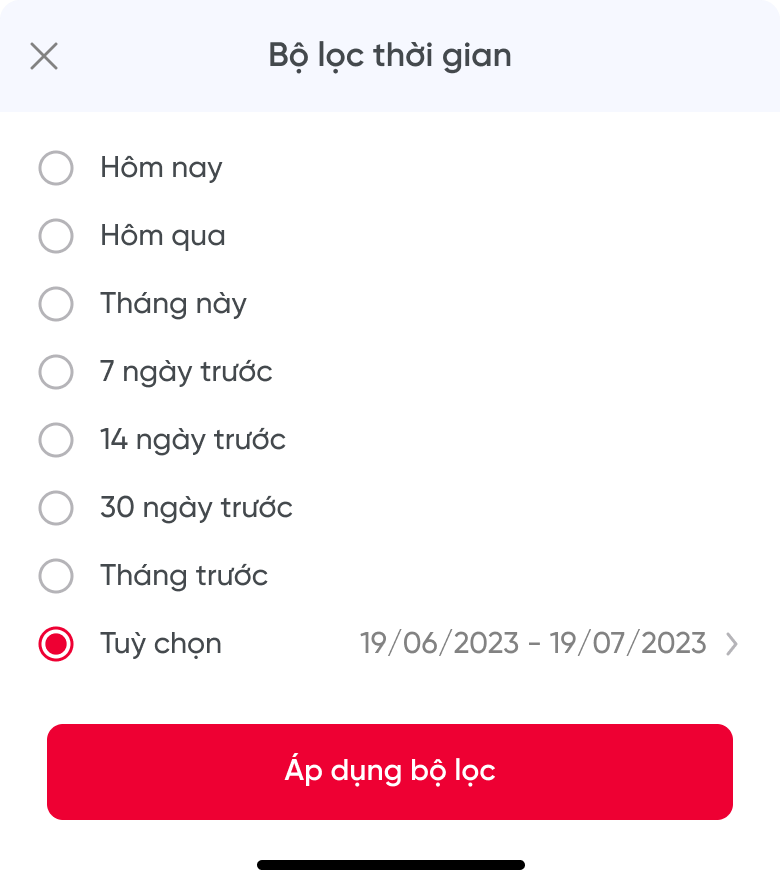 Bộ lọc thời gian
Hôm nay
Hôm qua
Tháng này
7 ngày trước
14 ngày trước
30 ngày trước
Tháng trước
Tuỳ chọn 19/06/2023 - 19/07/2023
Áp dụng bộ lọc